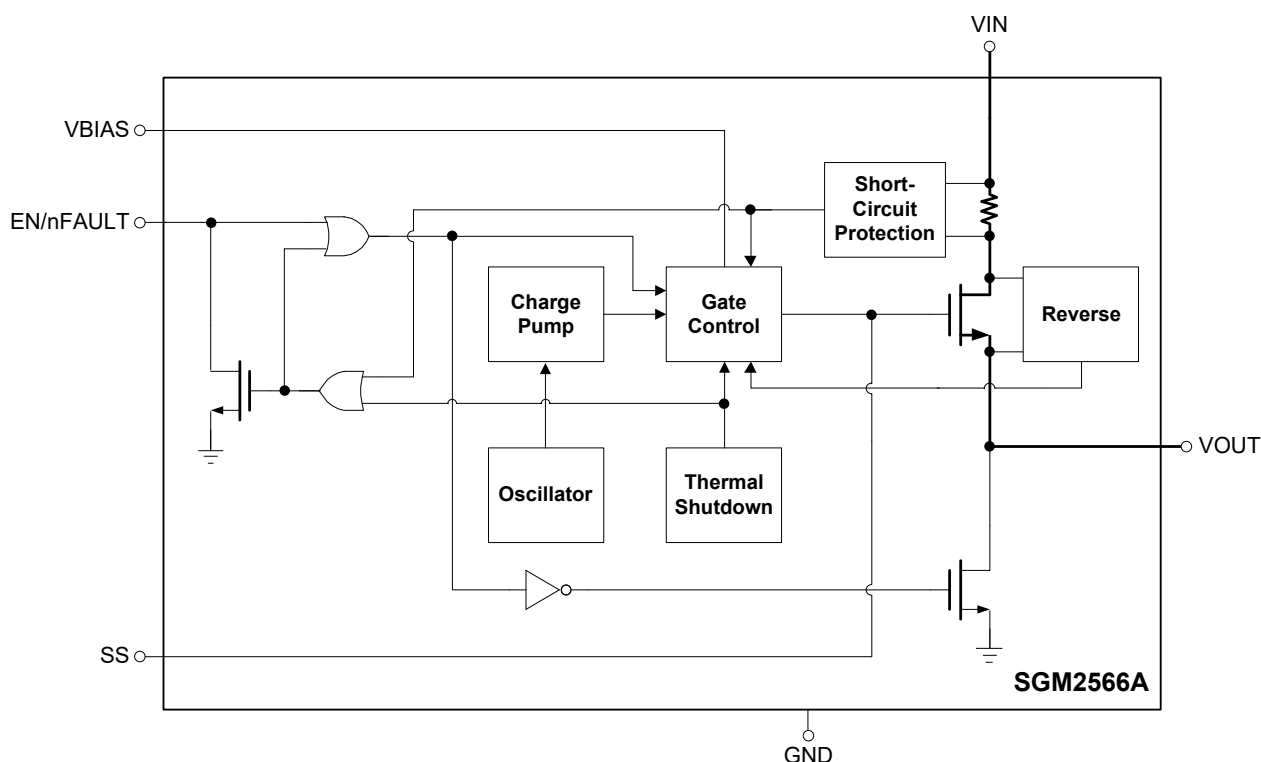 VIN
VBIAS
EN/nFAULT
Short-
Circuit
Protection
Charge
Pump
Gate
Control
Reverse
VOUT
Oscillator
Thermal
Shutdown
SS
SGM2566A
GND